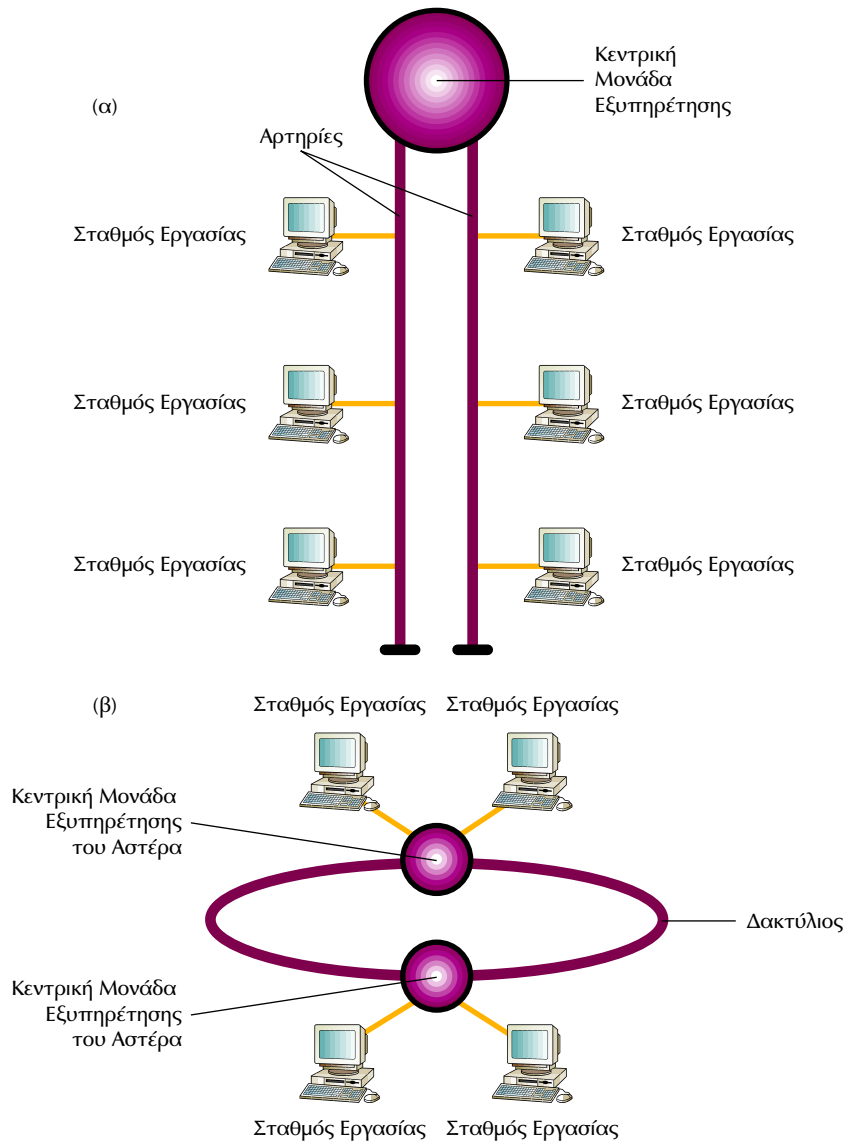 Κεντρική
Μονάδα
Εξυπηρέτησης
(α)
Αρτηρίες
Σταθμός Εργασίας
Σταθμός Εργασίας
Σταθμός Εργασίας
Σταθμός Εργασίας
Σταθμός Εργασίας
Σταθμός Εργασίας
(β)
Σταθμός Εργασίας
Σταθμός Εργασίας
Κεντρική Μονάδα
Εξυπηρέτησης
του Αστέρα
Δακτύλιος
Κεντρική Μονάδα
Εξυπηρέτησης
του Αστέρα
Σταθμός Εργασίας
Σταθμός Εργασίας